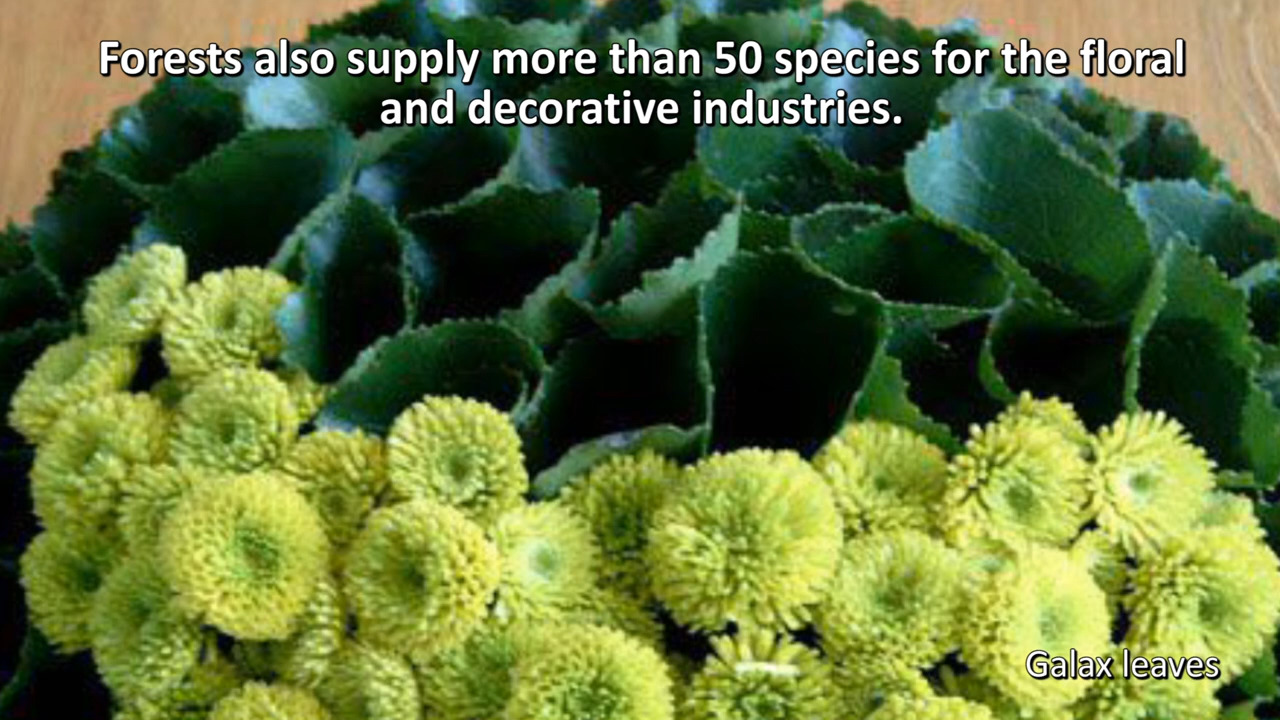 Forests also supply more than 50 species for the floral
and decorative industries.
Galax leaves